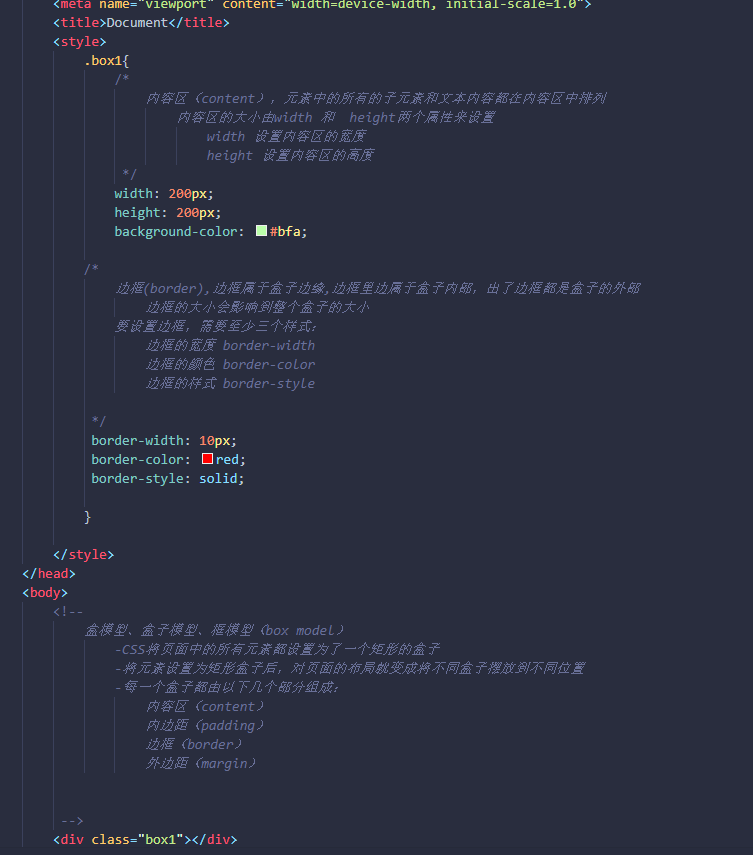 <meta name="viewport" content="width=device-width, initial-scale=1.0">
<title>Document</title>
<style>
.box1{
/*
内容区（content），元素中的所有的子元素和文本内容都在内容区中排列
内容区的大小由width 和  height两个属性来设置
width 设置内容区的宽度
height 设置内容区的高度
*/
width: 200px;
height: 200px;
background-color: #bfa;
/*
边框(border),边框属于盒子边缘,边框里边属于盒子内部，出了边框都是盒子的外部
边框的大小会影响到整个盒子的大小
要设置边框，需要至少三个样式：
边框的宽度 border-width
边框的颜色 border-color
边框的样式 border-style
*/
border-width: 10px;
border-color: red;
border-style: solid;
}
</style>
</head>
<body>
<!--
盒模型、盒子模型、框模型（box model）
-CSS将页面中的所有元素都设置为了一个矩形的盒子
-将元素设置为矩形盒子后，对页面的布局就变成将不同盒子摆放到不同位置
-每一个盒子都由以下几个部分组成：
内容区（content）
内边距（padding）
边框（border）
外边距（margin）
-->
<div class="box1"></div>